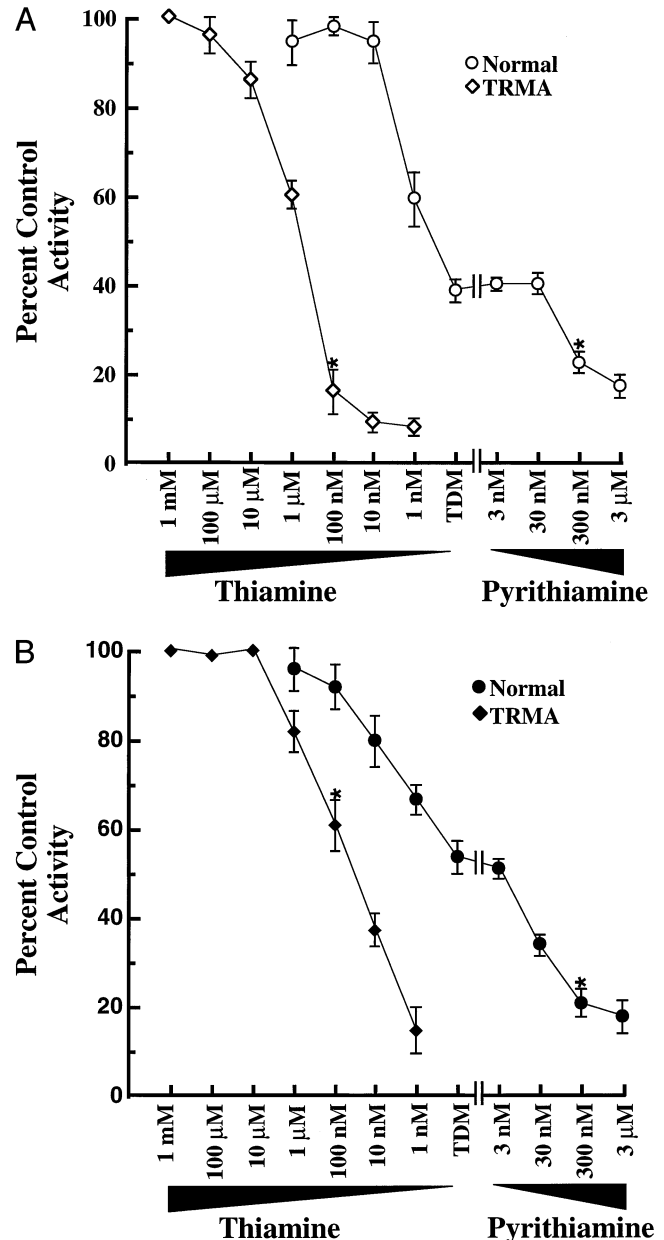 A
100
80
60
40
20
0
Percent Control
Activity
Normal
TRMA
*
*
1 mM
100 µM
10 µM
1 µM
100 nM
10 nM
1 nM
TDM
3 nM
30 nM
300 nM
3 µM
Thiamine
Pyrithiamine
B
100
80
60
40
20
0
Percent Control
Activity
Normal
TRMA
*
*
1 mM
100 µM
10 µM
1 µM
100 nM
10 nM
1 nM
TDM
3 nM
30 nM
300 nM
3 µM
Thiamine
Pyrithiamine